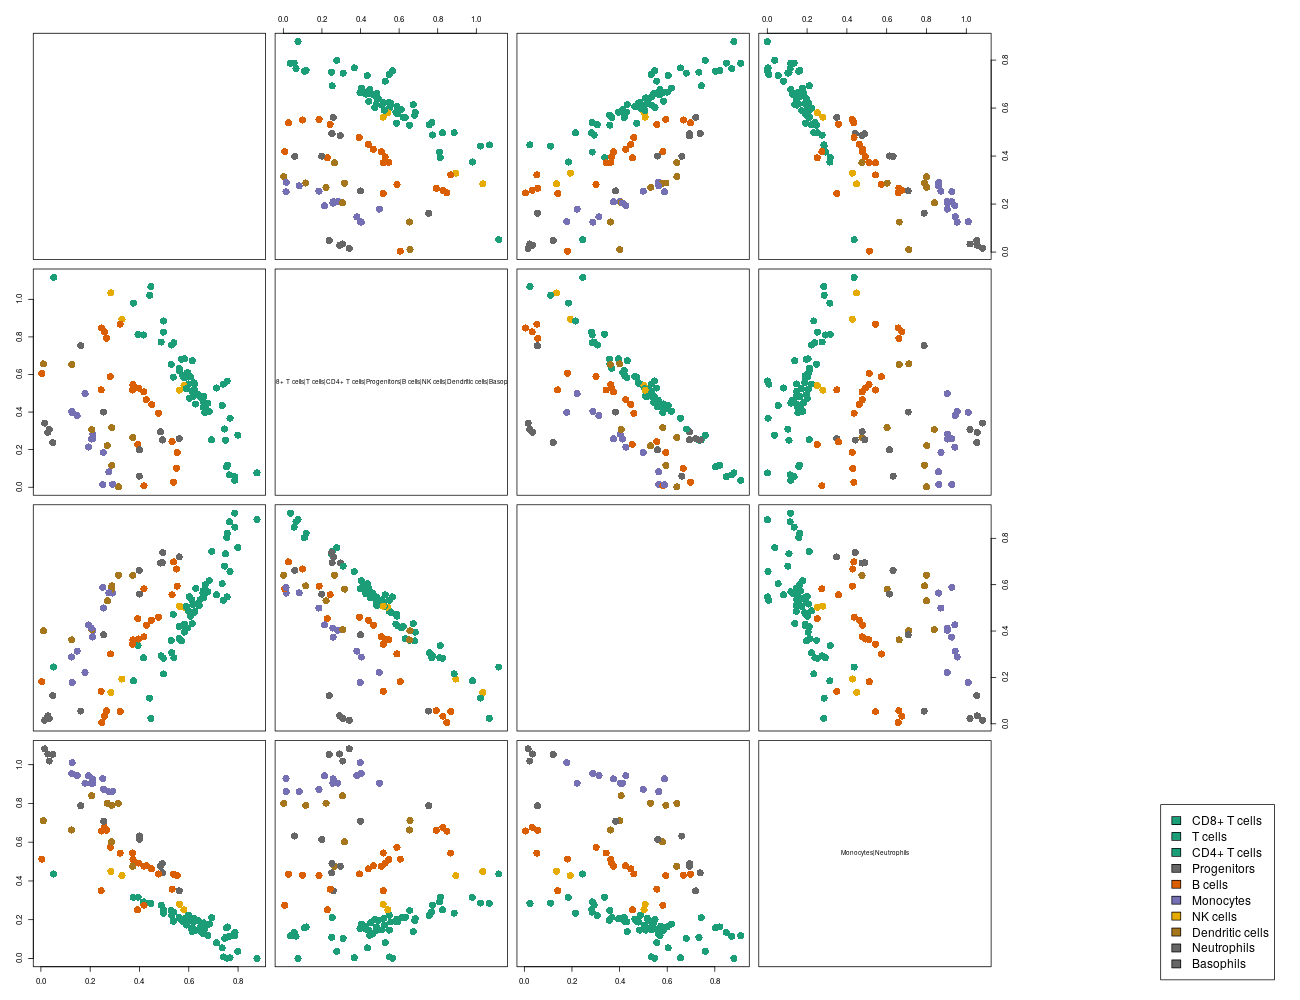 0.0 0.2 0.4 0.6 0.8 1.0
0.0 0.2 0.4 0.6 0.8 1.0
0.0 0.2 0.4 0.6 0.8
0.0 0.2 0.4 0.6 0.8 1.0
8+ T cells|T cells|CD4+ T cells|Progenitors|B cells|NK cells|Dendritic cells|Basop
0.0 0.2 0.4 0.6 0.8
0.0 0.2 0.4 0.6 0.8 1.0
Monocytes|Neutrophils
0.0 0.2 0.4 0.6 0.8
0.0 0.2 0.4 0.6 0.8
CD8+ T cells
T cells
CD4+ T cells
Progenitors
B cells
Monocytes
NK cells
Dendritic cells
Neutrophils
Basophils